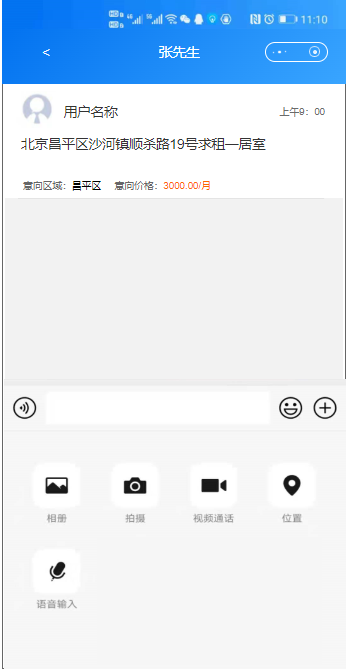 11:10
<
张先生
用户名称
上午9：00
北京昌平区沙河镇顺杀路19号求租一居室
意向区域：昌平区 意向价格：3000.00/月
相册 拍摄 视频通话 位置
语音输入